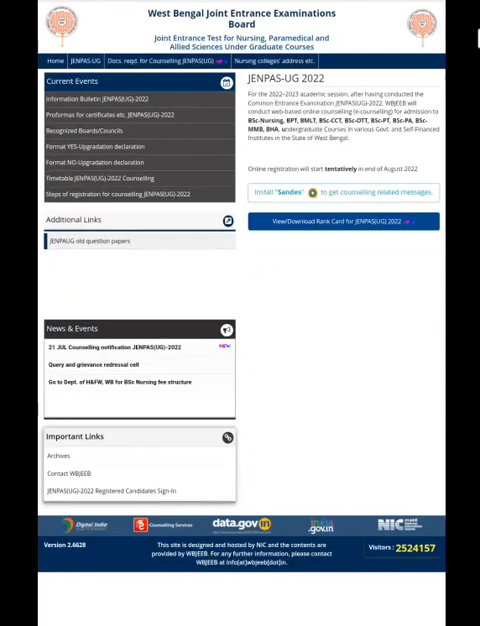 West Bengal Joint Entrance Examinations
Board
Joint Entrance Test for Nursing, Paramedical and
Allied Sciences Under Graduate Courses
Home
JENPAS-UG
Docs. reqd. for Counselling JENPAS(UG)
Nursing colleges' address etc.
Current Events
Information Bulletin JENPAS(UG)-2022
Proformas for certificates etc. JENPAS(UG)-2022
Recognized Boards/Councils
Format YES-Upgradation declaration
Format NO-Upgradation declaration
Timetable JENPAS(UG)-2022 Counselling
Steps of registration for counselling JENPAS(UG)-2022
Additional Links
JENPAUG old question papers
News & Events
21 JUL Counselling notification JENPAS(UG)-2022 NEW
Query and grievance redressal cell
Go to Dept. of H&FW, WB for BSc Nursing fee structure
Important Links
Archives
Contact WBJEEB
JENPAS(UG)-2022 Registered Candidates Sign-In
JENPAS-UG 2022
For the 2022-2023 academic session, after having conducted the
Common Entrance Examination JENPAS(UG)-2022, WBJEEB will
conduct web-based online counselling (e-counselling) for admission to
BSc-Nursing, BPT, BMLT, BSc-CCT, BSc-OTT, BSc-PT, BSc-PA, BSc-
MMB, BHA, undergraduate Courses in various Govt. and Self-Financed
Institutes in the State of West Bengal.
Online registration will start tentatively in end of August 2022
Install "Sandes" to get counselling related messages.
View/Download Rank Card for JENPAS(UG) 2022
Digital India
Counselling Services
data.gov.in
india
.gov.in
NIC
National
Informatics
Centre
Version 2.6628
This site is designed and hosted by NIC and the contents are
provided by WBJEEB. For any further information, please contact
WBJEEB at info[at]wbjeeb[dot]in.
Visitors : 2524157